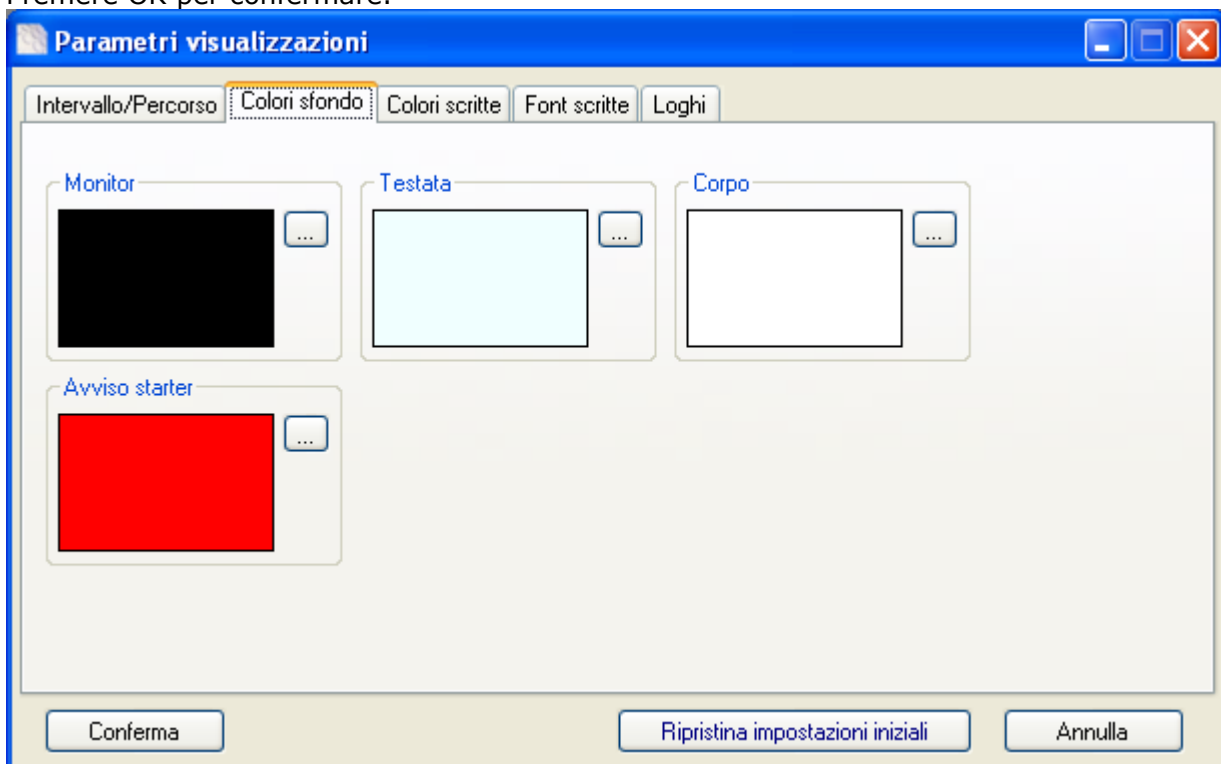 Premere OK per confermare.
Parametri visualizzazioni
Intervallo/Percorso Colori sfondo Colori scritte Font scritte Loghi
Monitor Testata Corpo
... ... ...
Avviso starter
...
Conferma Ripristina impostazioni iniziali Annulla